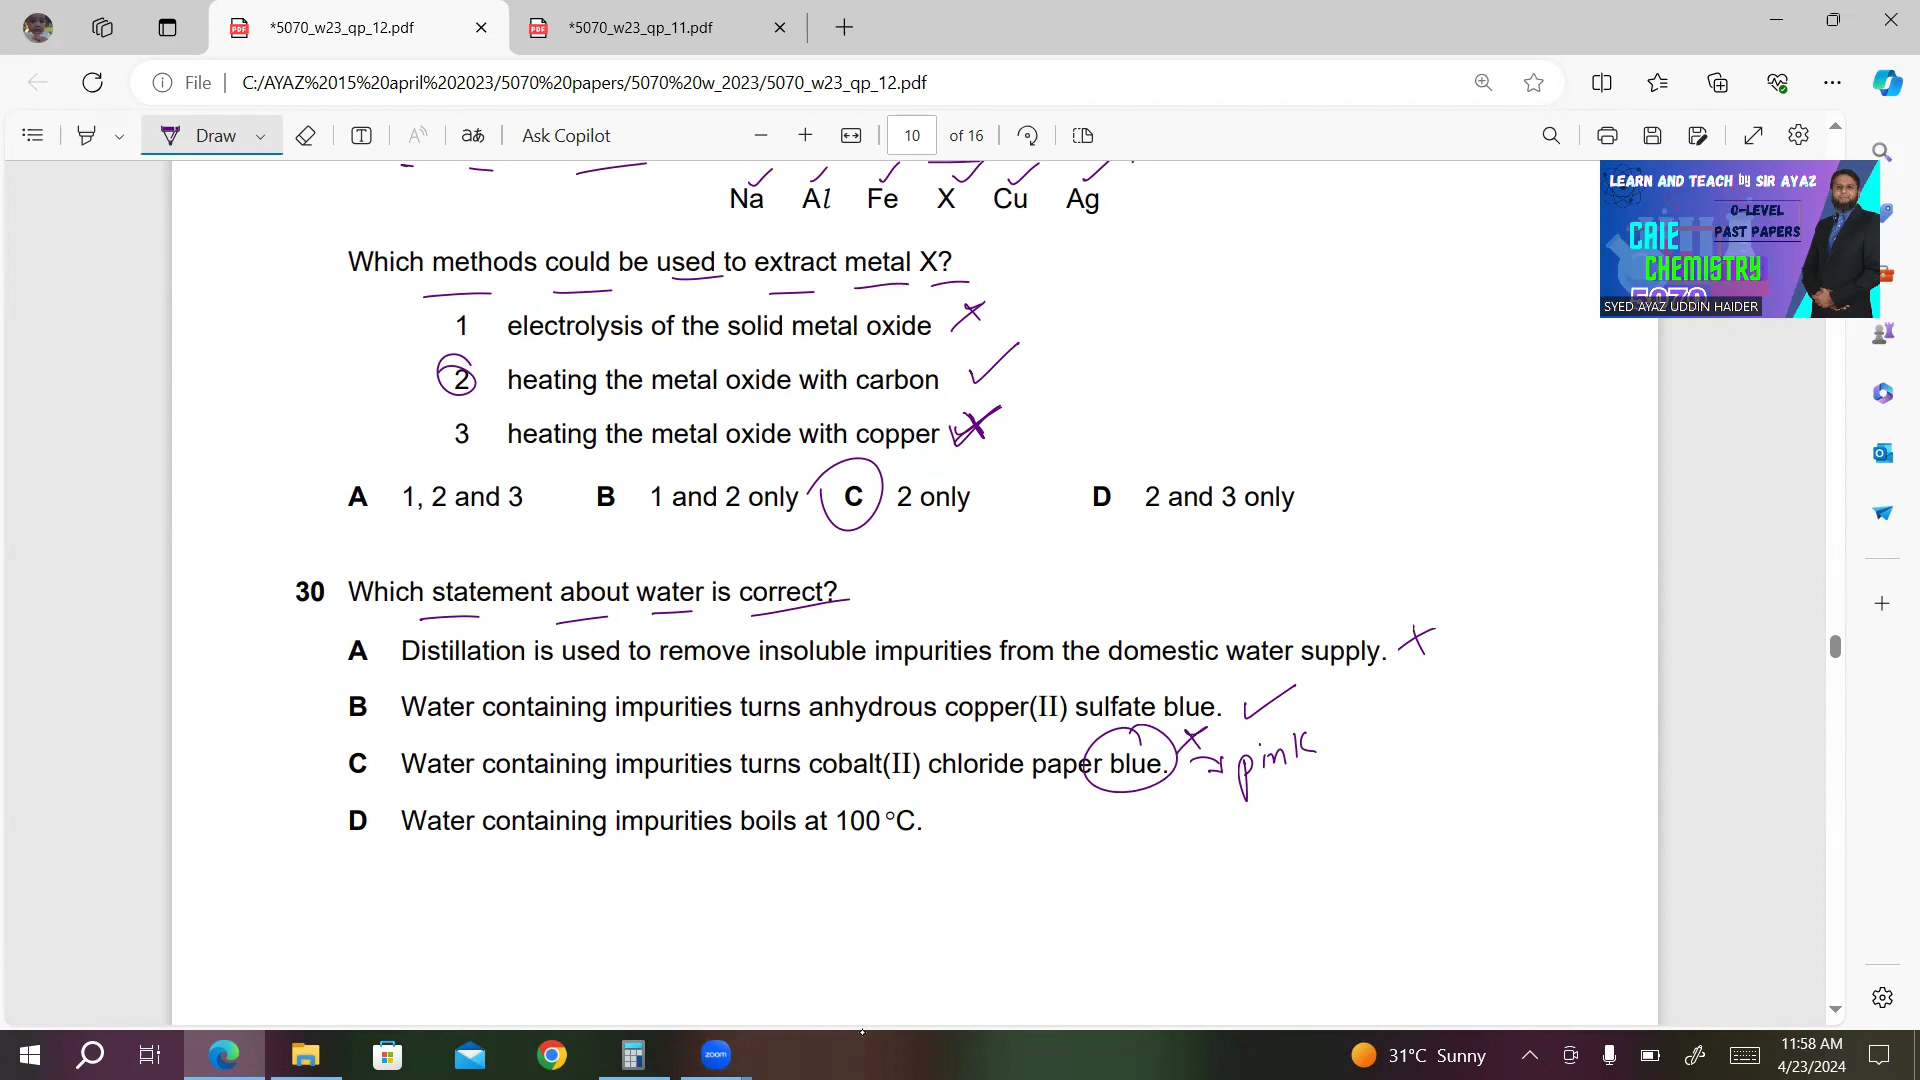 *5070_w23_qp_12.pdf
*5070_w23_qp_11.pdf
File
C:/AYAZ%2015%20april%202023/5070%20papers/5070%20w_2023/5070_w23_qp_12.pdf
Draw
Ask Copilot
10 of 16
Na Al Fe X Cu Ag
LEARN AND TEACH by SIR AYAZ
O-LEVEL
PAST PAPERS
CAIE
CHEMISTRY
5070
SYED AYAZ UDDIN HAIDER
Which methods could be used to extract metal X?
1 electrolysis of the solid metal oxide
2 heating the metal oxide with carbon
3 heating the metal oxide with copper
A 1, 2 and 3 B 1 and 2 only C 2 only D 2 and 3 only
30 Which statement about water is correct?
A Distillation is used to remove insoluble impurities from the domestic water supply.
B Water containing impurities turns anhydrous copper(II) sulfate blue.
C Water containing impurities turns cobalt(II) chloride paper blue. pink
D Water containing impurities boils at 100 °C.
zoom
31°C Sunny
11:58 AM
4/23/2024